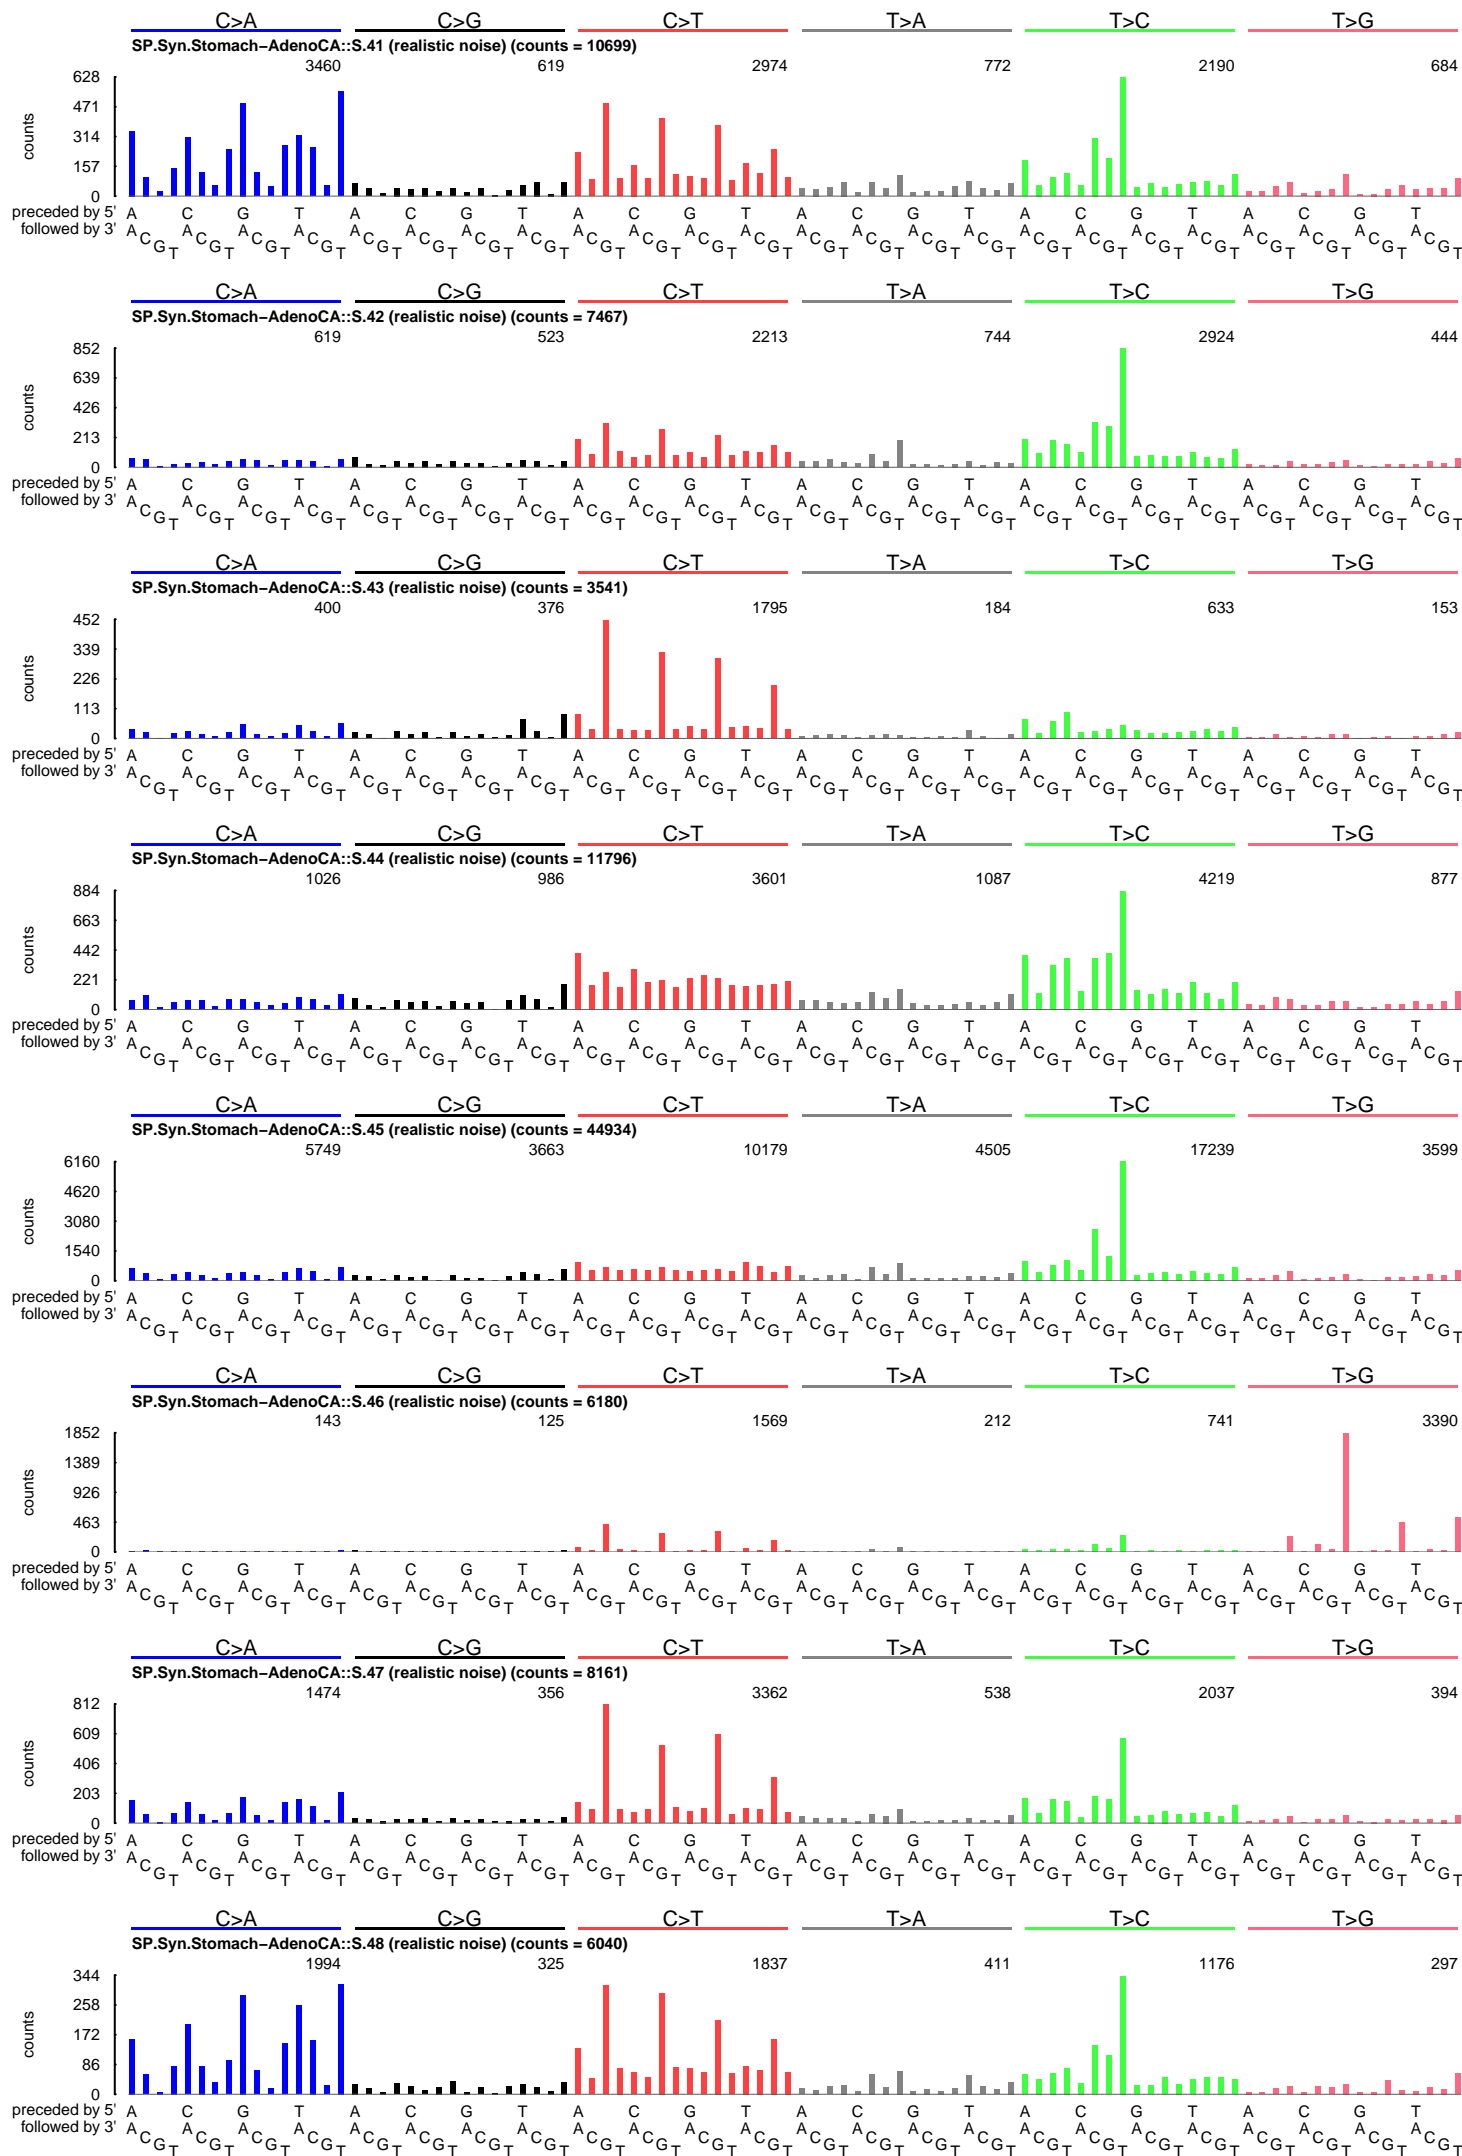 C>A C>G C>T T>A T>C T>G
SP.Syn.Stomach−AdenoCA::S.41 (realistic noise) (counts = 10699)
3460 619 2974 772 2190 684
628
471
314
157
0
counts
preceded by 5' A C G T A C G T A C G T A C G T A C G T A C G T
followed by 3' A C G T A C G T A C G T A C G T A C G T A C G T A C G T A C G T A C G T A C G T A C G T A C G T A C G T A C G T A C G T A C G T A C G T A C G T A C G T A C G T A C G T A C G T A C G T A C G T
C>A C>G C>T T>A T>C T>G
SP.Syn.Stomach−AdenoCA::S.42 (realistic noise) (counts = 7467)
619 523 2213 744 2924 444
852
639
426
213
0
counts
preceded by 5' A C G T A C G T A C G T A C G T A C G T A C G T
followed by 3' A C G T A C G T A C G T A C G T A C G T A C G T A C G T A C G T A C G T A C G T A C G T A C G T A C G T A C G T A C G T A C G T A C G T A C G T A C G T A C G T A C G T A C G T A C G T A C G T
C>A C>G C>T T>A T>C T>G
SP.Syn.Stomach−AdenoCA::S.43 (realistic noise) (counts = 3541)
400 376 1795 184 633 153
452
339
226
113
0
counts
preceded by 5' A C G T A C G T A C G T A C G T A C G T A C G T
followed by 3' A C G T A C G T A C G T A C G T A C G T A C G T A C G T A C G T A C G T A C G T A C G T A C G T A C G T A C G T A C G T A C G T A C G T A C G T A C G T A C G T A C G T A C G T A C G T A C G T
C>A C>G C>T T>A T>C T>G
SP.Syn.Stomach−AdenoCA::S.44 (realistic noise) (counts = 11796)
1026 986 3601 1087 4219 877
884
663
442
221
0
counts
preceded by 5' A C G T A C G T A C G T A C G T A C G T A C G T
followed by 3' A C G T A C G T A C G T A C G T A C G T A C G T A C G T A C G T A C G T A C G T A C G T A C G T A C G T A C G T A C G T A C G T A C G T A C G T A C G T A C G T A C G T A C G T A C G T A C G T
C>A C>G C>T T>A T>C T>G
SP.Syn.Stomach−AdenoCA::S.45 (realistic noise) (counts = 44934)
5749 3663 10179 4505 17239 3599
6160
4620
3080
1540
0
counts
preceded by 5' A C G T A C G T A C G T A C G T A C G T A C G T
followed by 3' A C G T A C G T A C G T A C G T A C G T A C G T A C G T A C G T A C G T A C G T A C G T A C G T A C G T A C G T A C G T A C G T A C G T A C G T A C G T A C G T A C G T A C G T A C G T A C G T
C>A C>G C>T T>A T>C T>G
SP.Syn.Stomach−AdenoCA::S.46 (realistic noise) (counts = 6180)
143 125 1569 212 741 3390
1852
1389
926
463
0
counts
preceded by 5' A C G T A C G T A C G T A C G T A C G T A C G T
followed by 3' A C G T A C G T A C G T A C G T A C G T A C G T A C G T A C G T A C G T A C G T A C G T A C G T A C G T A C G T A C G T A C G T A C G T A C G T A C G T A C G T A C G T A C G T A C G T A C G T
C>A C>G C>T T>A T>C T>G
SP.Syn.Stomach−AdenoCA::S.47 (realistic noise) (counts = 8161)
1474 356 3362 538 2037 394
812
609
406
203
0
counts
preceded by 5' A C G T A C G T A C G T A C G T A C G T A C G T
followed by 3' A C G T A C G T A C G T A C G T A C G T A C G T A C G T A C G T A C G T A C G T A C G T A C G T A C G T A C G T A C G T A C G T A C G T A C G T A C G T A C G T A C G T A C G T A C G T A C G T
C>A C>G C>T T>A T>C T>G
SP.Syn.Stomach−AdenoCA::S.48 (realistic noise) (counts = 6040)
1994 325 1837 411 1176 297
344
258
172
86
0
counts
preceded by 5' A C G T A C G T A C G T A C G T A C G T A C G T
followed by 3' A C G T A C G T A C G T A C G T A C G T A C G T A C G T A C G T A C G T A C G T A C G T A C G T A C G T A C G T A C G T A C G T A C G T A C G T A C G T A C G T A C G T A C G T A C G T A C G T